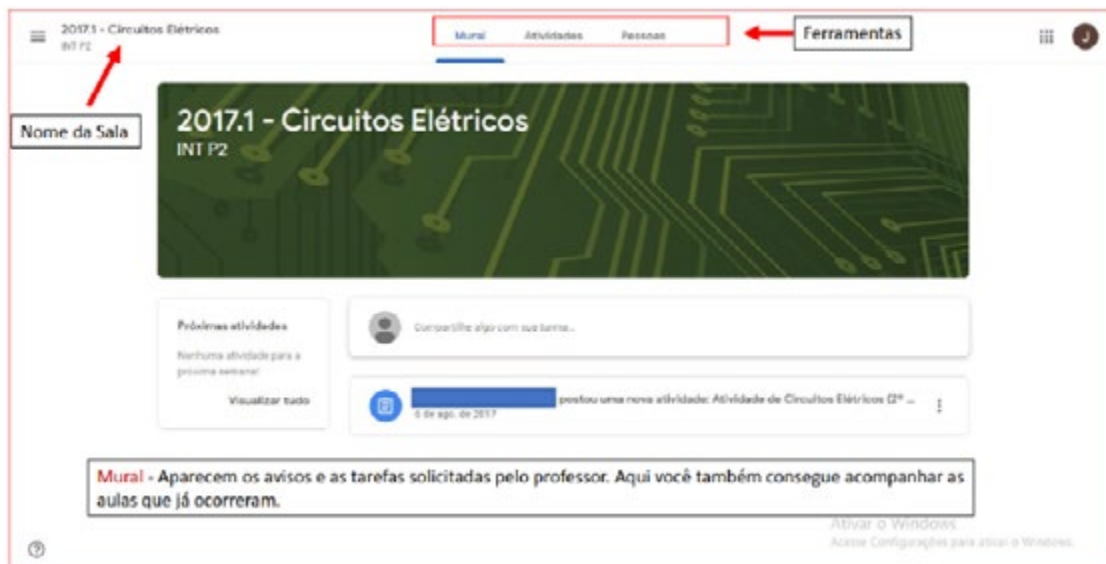 2017.1 - Circuitos Elétricos
INT P2
Mural Atividades Pessoas
Ferramentas
J
Nome da Sala
2017.1 - Circuitos Elétricos
INT P2
Próximas atividades
Nenhuma atividade para a
próxima semana!
Visualizar tudo
Compartilhe algo com sua turma...
postou uma nova atividade: Atividade de Circuitos Elétricos (2ª ...
6 de ago. de 2017
Mural - Aparecem os avisos e as tarefas solicitadas pelo professor. Aqui você também consegue acompanhar as
aulas que já ocorreram.
Ativar o Windows
Acesse Configurações para ativar o Windows.